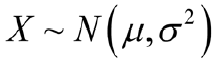 X ~ N(μ, σ²)